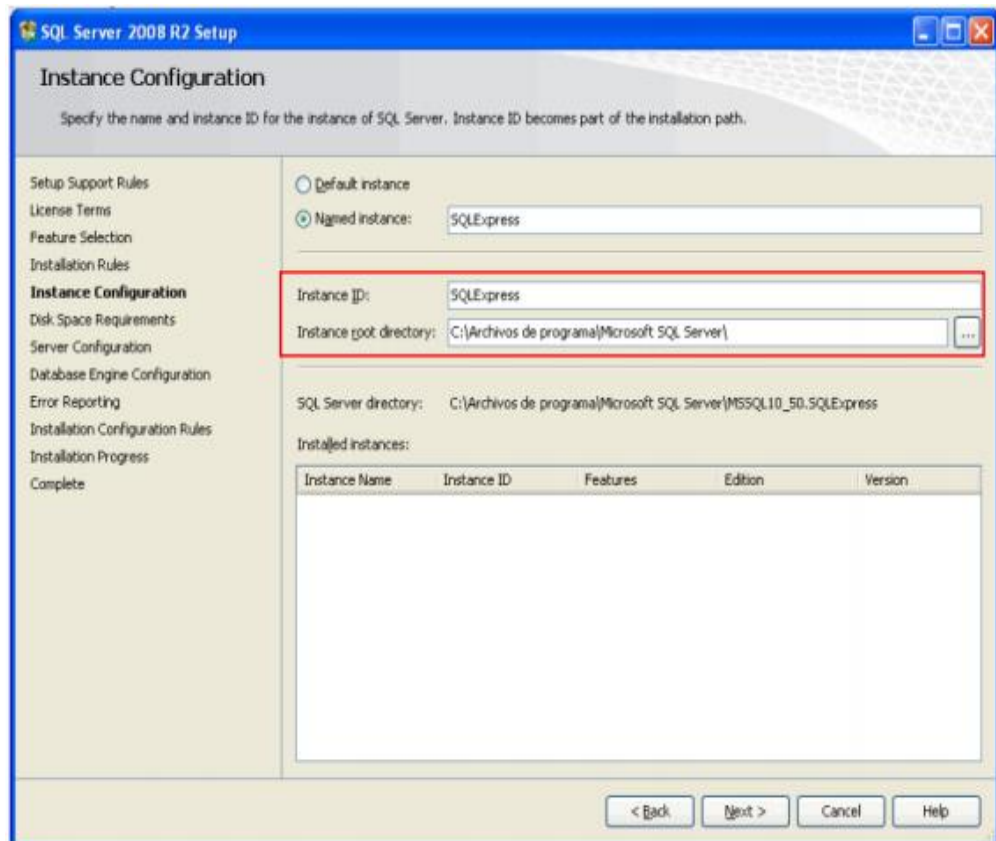 SQL Server 2008 R2 Setup
Instance Configuration
Specify the name and instance ID for the instance of SQL Server. Instance ID becomes part of the installation path.
Setup Support Rules
License Terms
Feature Selection
Installation Rules
Instance Configuration
Disk Space Requirements
Server Configuration
Database Engine Configuration
Error Reporting
Installation Configuration Rules
Installation Progress
Complete
Default instance
Named instance: SQLExpress
Instance ID: SQLExpress
Instance root directory: C:\Archivos de programa\Microsoft SQL Server\ ...
SQL Server directory: C:\Archivos de programa\Microsoft SQL Server\MSSQL10_50.SQLExpress
Installed instances:
Instance Name Instance ID Features Edition Version
< Back Next > Cancel Help